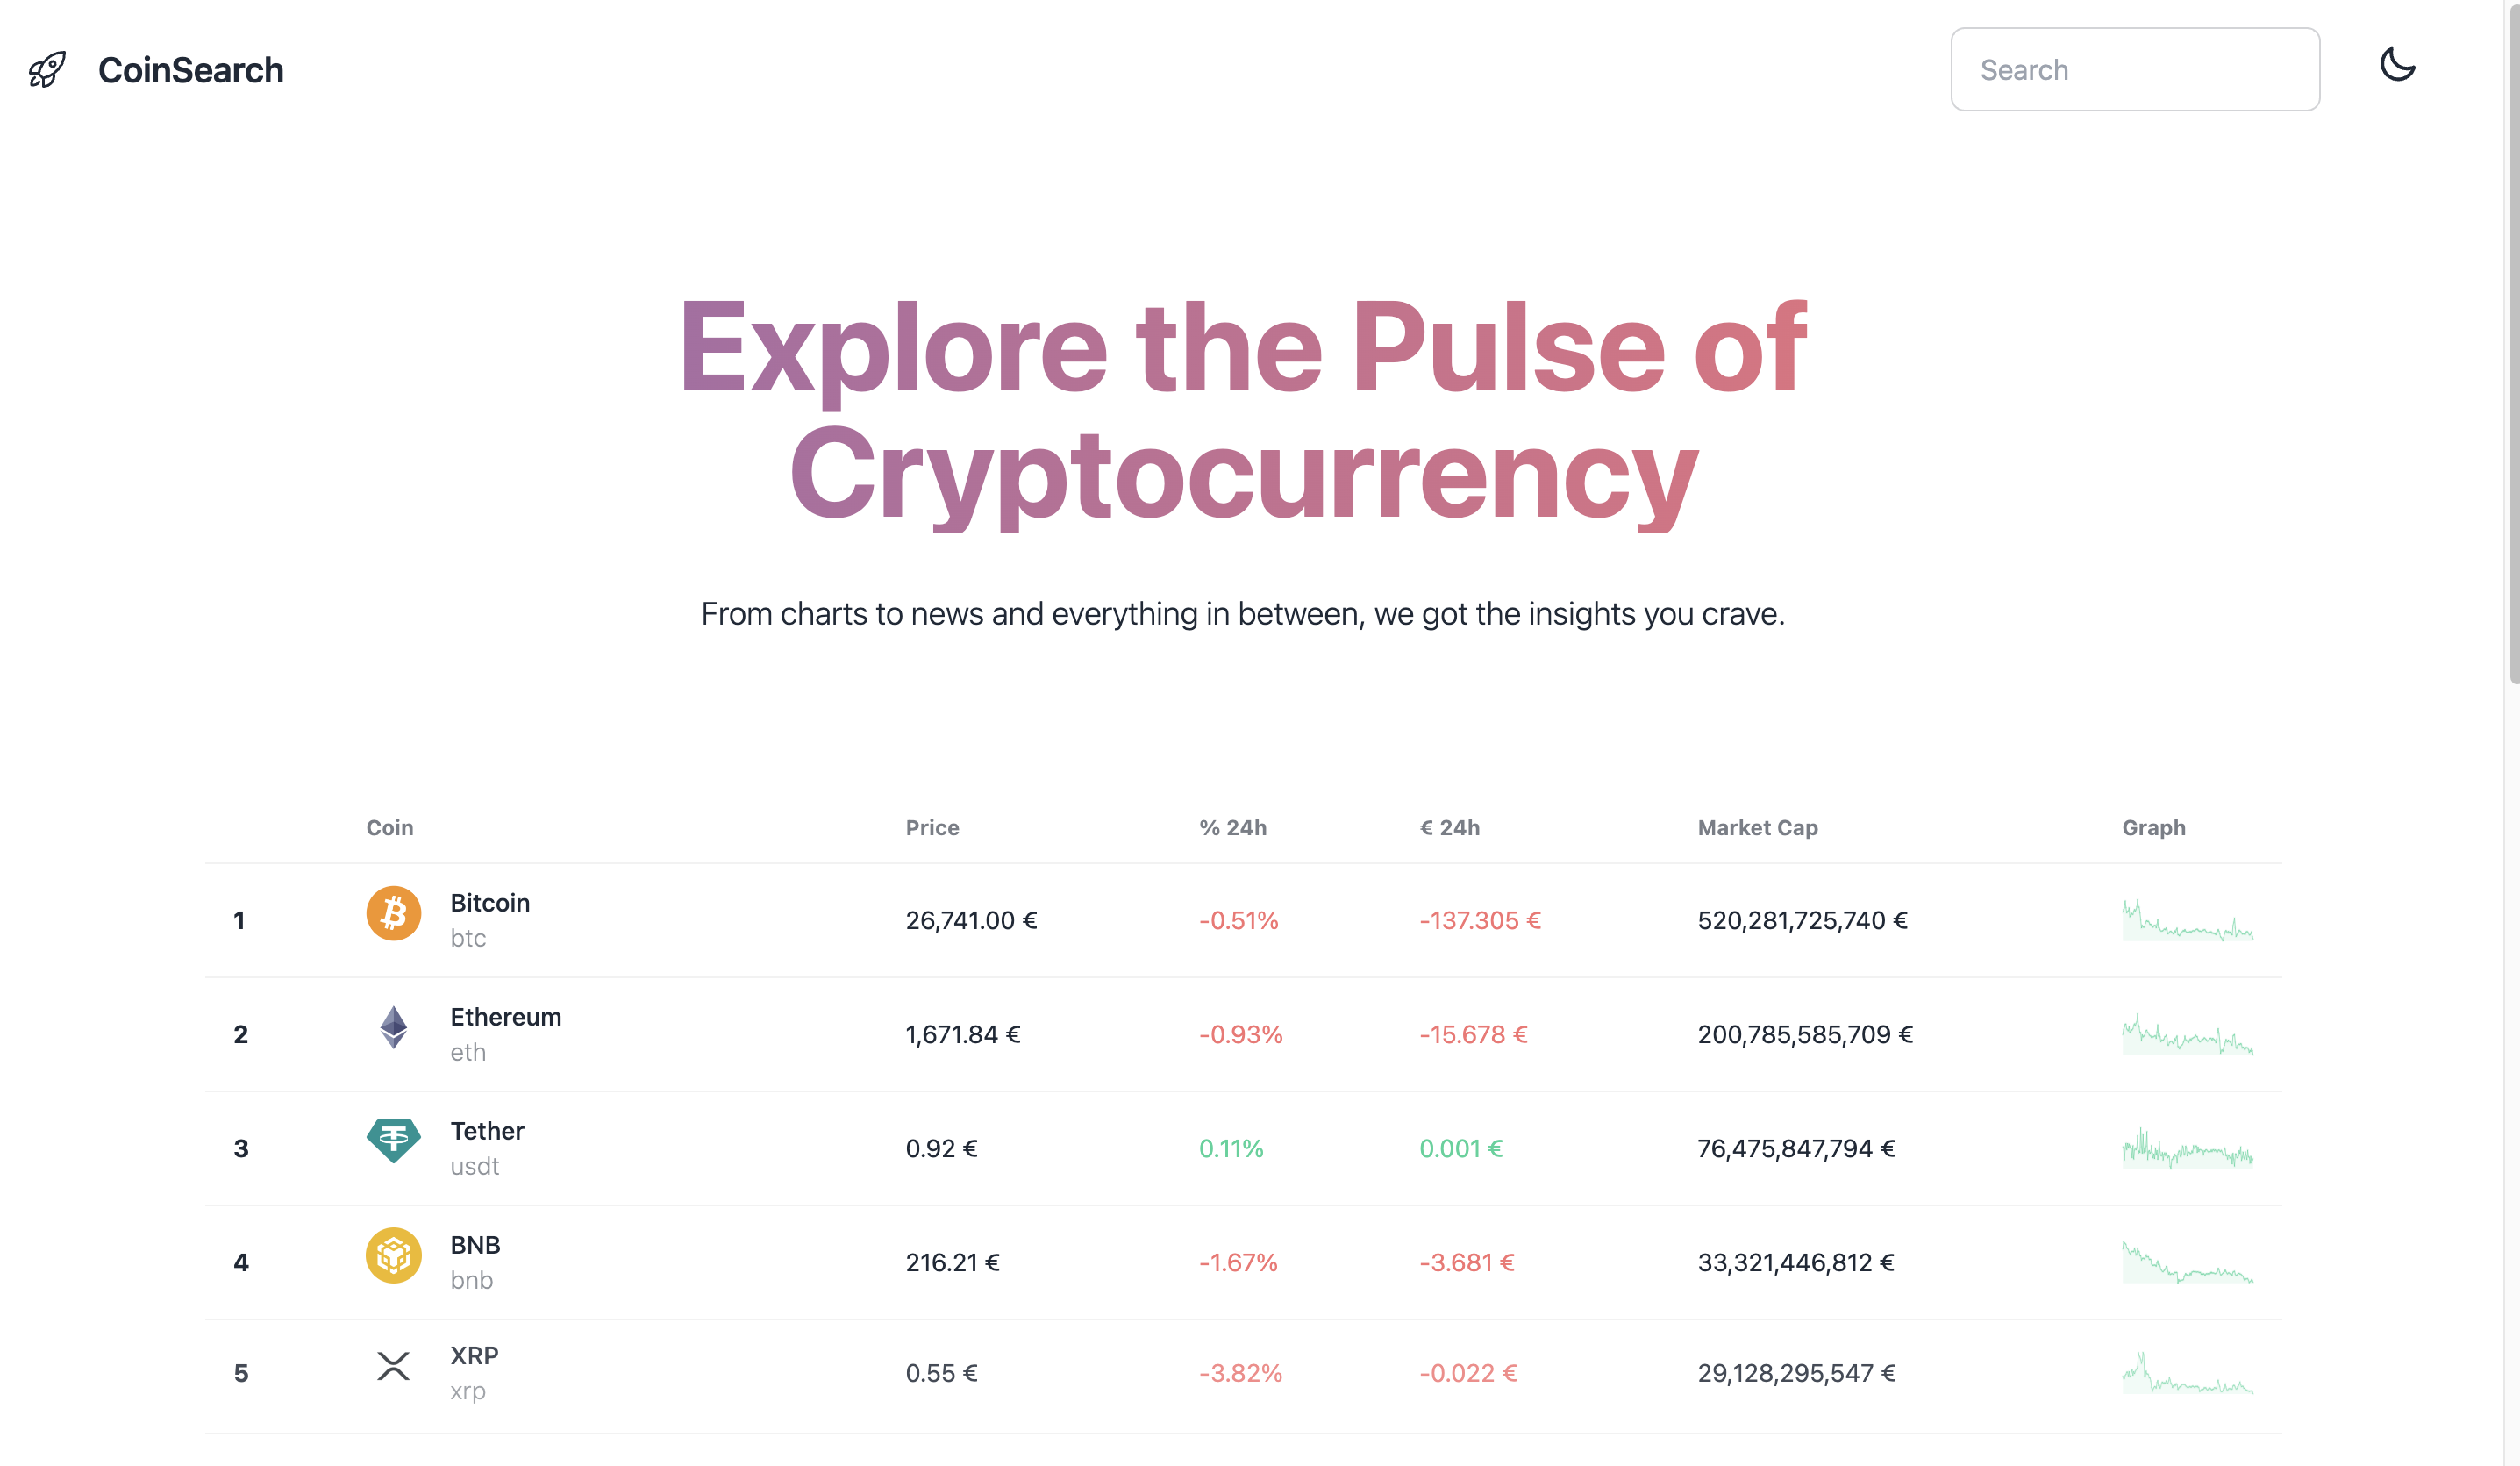 CoinSearch
Search
Explore the Pulse of
Cryptocurrency
From charts to news and everything in between, we got the insights you crave.
Coin Price % 24h € 24h Market Cap Graph
1 Bitcoin btc 26,741.00 € -0.51% -137.305 € 520,281,725,740 €
2 Ethereum eth 1,671.84 € -0.93% -15.678 € 200,785,585,709 €
3 Tether usdt 0.92 € 0.11% 0.001 € 76,475,847,794 €
4 BNB bnb 216.21 € -1.67% -3.681 € 33,321,446,812 €
5 XRP xrp 0.55 € -3.82% -0.022 € 29,128,295,547 €